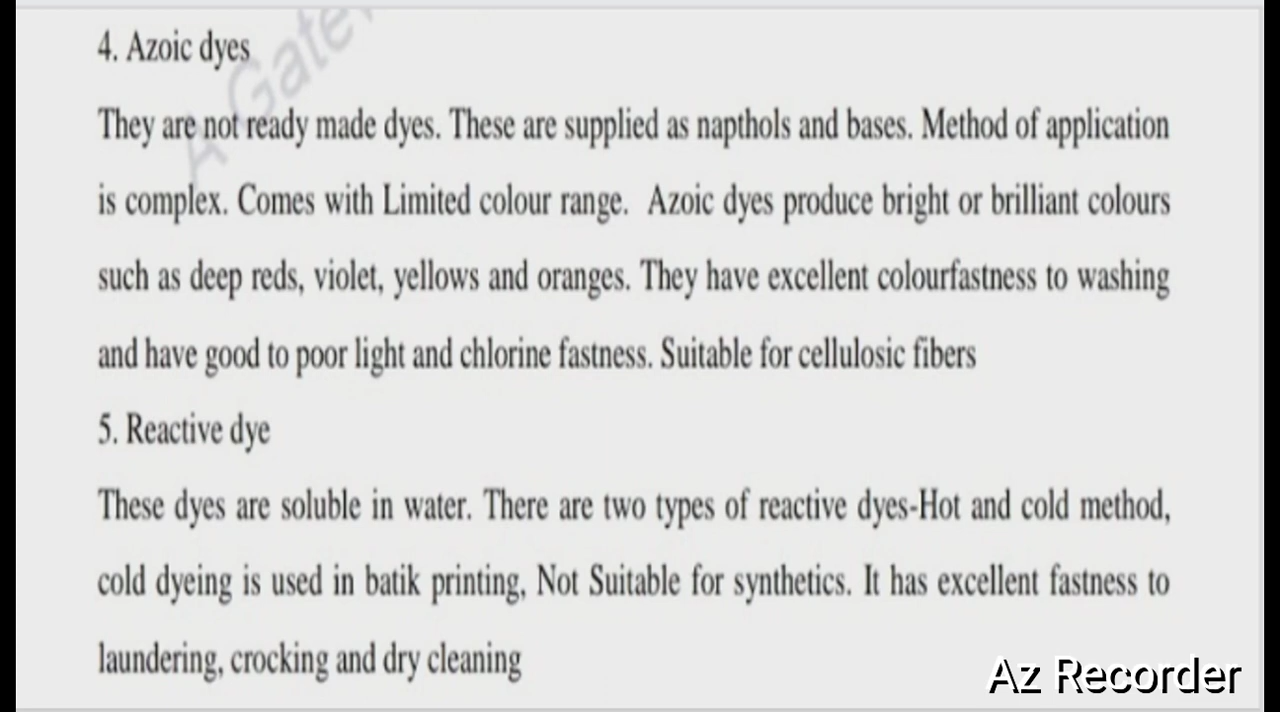 4. Azoic dyes
They are not ready made dyes. These are supplied as napthols and bases. Method of application
is complex. Comes with Limited colour range. Azoic dyes produce bright or brilliant colours
such as deep reds, violet, yellows and oranges. They have excellent colourfastness to washing
and have good to poor light and chlorine fastness. Suitable for cellulosic fibers
5. Reactive dye
These dyes are soluble in water. There are two types of reactive dyes-Hot and cold method,
cold dyeing is used in batik printing, Not Suitable for synthetics. It has excellent fastness to
laundering, crocking and dry cleaning
A Gate
Az Recorder